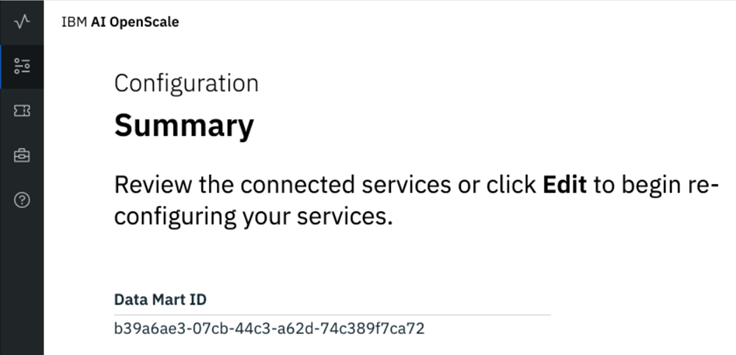 IBM AI OpenScale
Configuration
Summary
Review the connected services or click Edit to begin re-
configuring your services.
Data Mart ID
b39a6ae3-07cb-44c3-a62d-74c389f7ca72